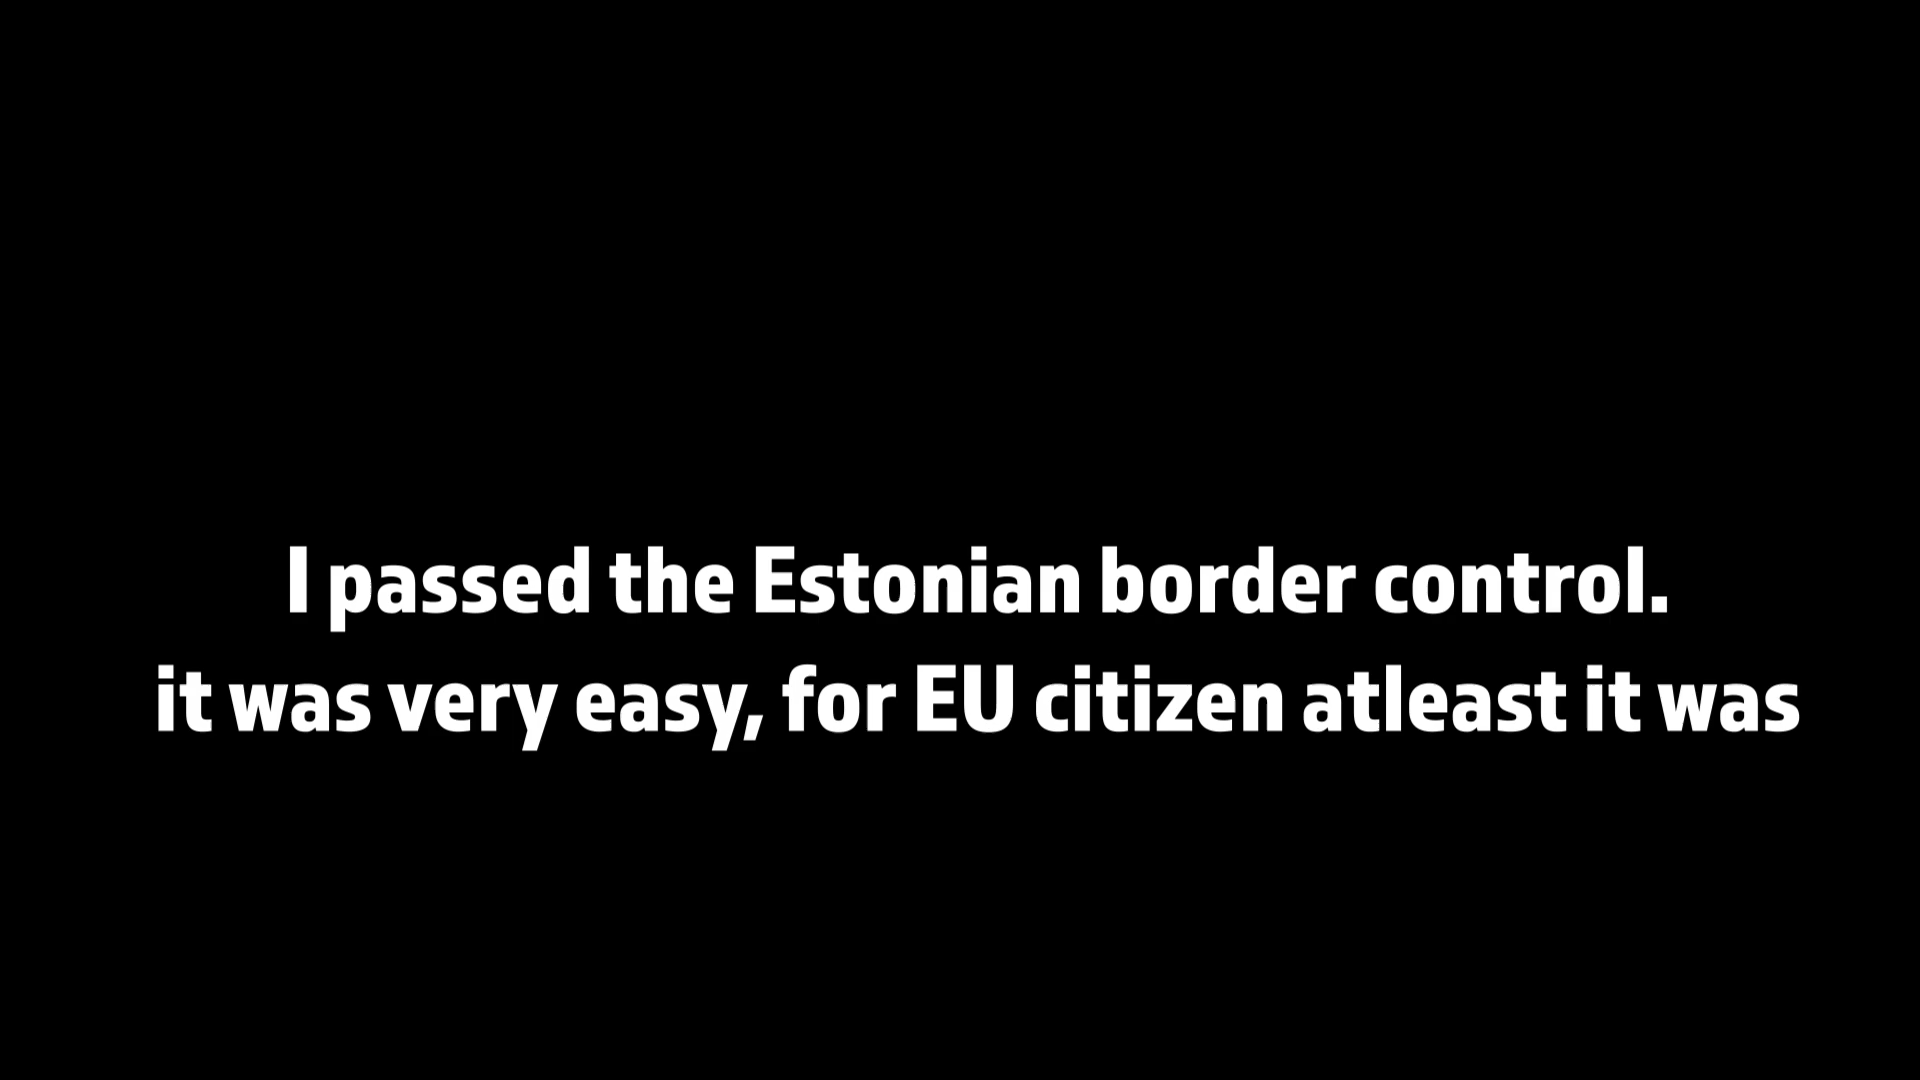 I passed the Estonian border control.
it was very easy, for EU citizen atleast it was